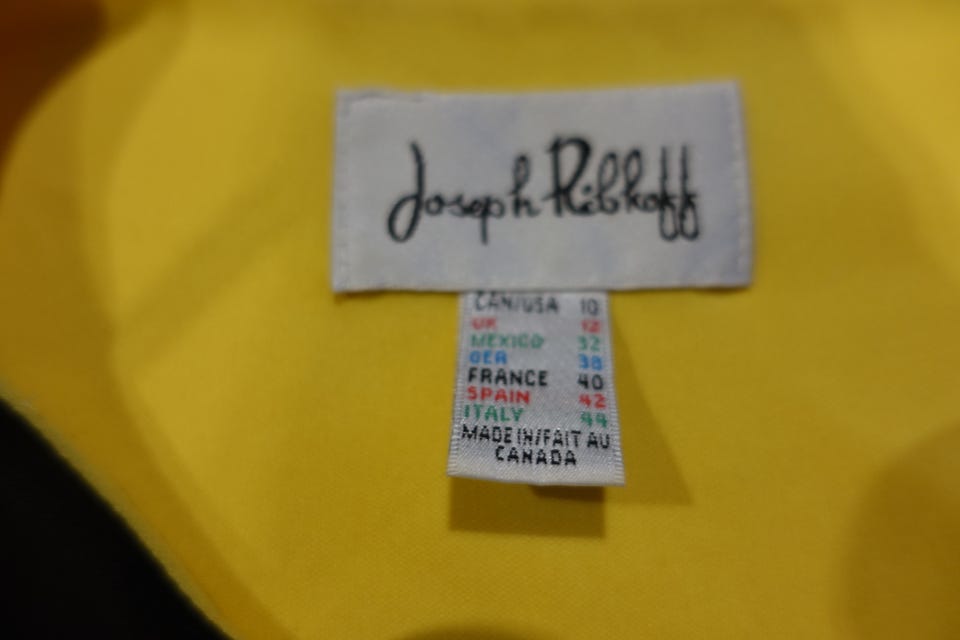 Joseph Ribkoff
CAN/USA 10
UK 12
MEXICO 32
GER 38
FRANCE 40
SPAIN 42
ITALY 44
MADE IN/FAIT AU
CANADA